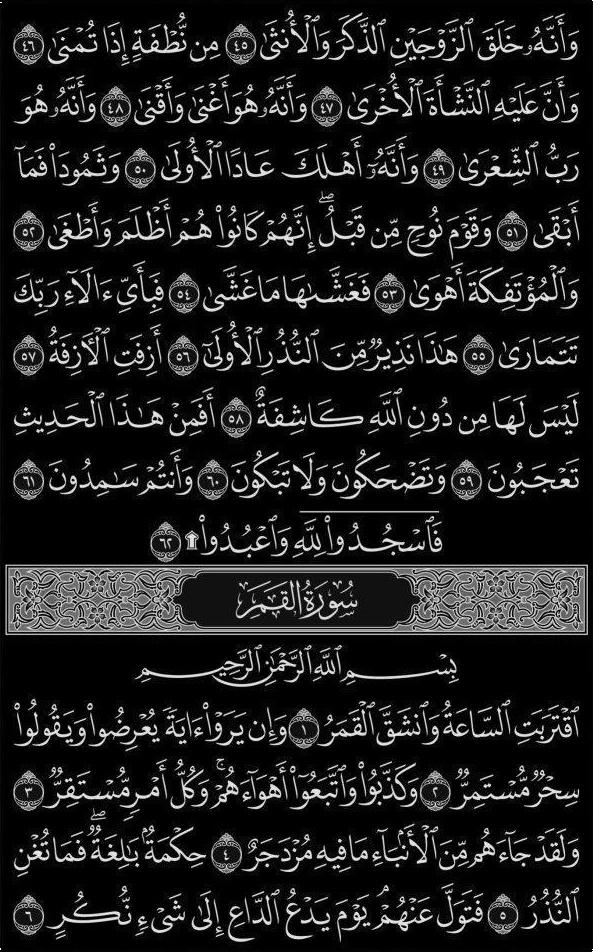 وَأَنَّهُۥ خَلَقَ ٱلزَّوْجَيْنِ ٱلذَّكَرَ وَٱلْأُنثَىٰ ٤٥ مِن نُّطْفَةٍ إِذَا تُمْنَىٰ ٤٦
وَأَنَّ عَلَيْهِ ٱلنَّشْأَةَ ٱلْأُخْرَىٰ ٤٧ وَأَنَّهُۥ هُوَ أَغْنَىٰ وَأَقْنَىٰ ٤٨ وَأَنَّهُۥ هُوَ
رَبُّ ٱلشِّعْرَىٰ ٤٩ وَأَنَّهُۥٓ أَهْلَكَ عَادًا ٱلْأُولَىٰ ٥٠ وَثَمُودَا۟ فَمَآ
أَبْقَىٰ ٥١ وَقَوْمَ نُوحٍ مِّن قَبْلُ ۖ إِنَّهُمْ كَانُوا۟ هُمْ أَظْلَمَ وَأَطْغَىٰ ٥٢
وَٱلْمُؤْتَفِكَةَ أَهْوَىٰ ٥٣ فَغَشَّىٰهَا مَا غَشَّىٰ ٥٤ فَبِأَىِّ ءَالَآءِ رَبِّكَ
تَتَمَارَىٰ ٥٥ هَٰذَا نَذِيرٌ مِّنَ ٱلنُّذُرِ ٱلْأُولَىٰٓ ٥٦ أَزِفَتِ ٱلْـَٔازِفَةُ ٥٧
لَيْسَ لَهَا مِن دُونِ ٱللَّهِ كَاشِفَةٌ ٥٨ أَفَمِنْ هَٰذَا ٱلْحَدِيثِ
تَعْجَبُونَ ٥٩ وَتَضْحَكُونَ وَلَا تَبْكُونَ ٦٠ وَأَنتُمْ سَٰمِدُونَ ٦١
فَٱسْجُدُوا۟ لِلَّهِ وَٱعْبُدُوا۟ ۩ ٦٢
سُورَةُ القَمَرِ
بِسْمِ ٱللَّهِ ٱلرَّحْمَٰنِ ٱلرَّحِيمِ
ٱقْتَرَبَتِ ٱلسَّاعَةُ وَٱنشَقَّ ٱلْقَمَرُ ١ وَإِن يَرَوْا۟ ءَايَةً يُعْرِضُوا۟ وَيَقُولُوا۟
سِحْرٌ مُّسْتَمِرٌّ ٢ وَكَذَّبُوا۟ وَٱتَّبَعُوٓا۟ أَهْوَآءَهُمْ ۚ وَكُلُّ أَمْرٍ مُّسْتَقِرٌّ ٣
وَلَقَدْ جَآءَهُم مِّنَ ٱلْأَنۢبَآءِ مَا فِيهِ مُزْدَجَرٌ ٤ حِكْمَةٌۢ بَٰلِغَةٌ ۖ فَمَا تُغْنِ
ٱلنُّذُرُ ٥ فَتَوَلَّ عَنْهُمْ ۘ يَوْمَ يَدْعُ ٱلدَّاعِ إِلَىٰ شَىْءٍ نُّكُرٍ ٦